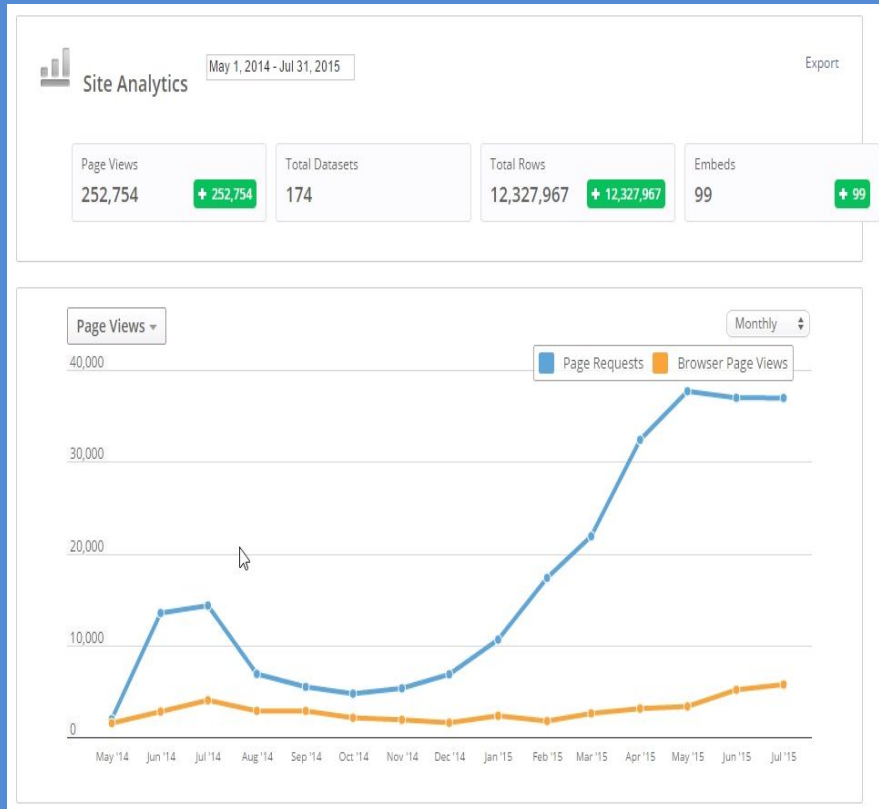 Site Analytics
May 1, 2014 - Jul 31, 2015
Export
Page Views
252,754
+ 252,754
Total Datasets
174
Total Rows
12,327,967
+ 12,327,967
Embeds
99
+ 99
Page Views
Monthly
Page Requests
Browser Page Views
40,000
30,000
20,000
10,000
0
May '14 Jun '14 Jul '14 Aug '14 Sep '14 Oct '14 Nov '14 Dec '14 Jan '15 Feb '15 Mar '15 Apr '15 May '15 Jun '15 Jul '15